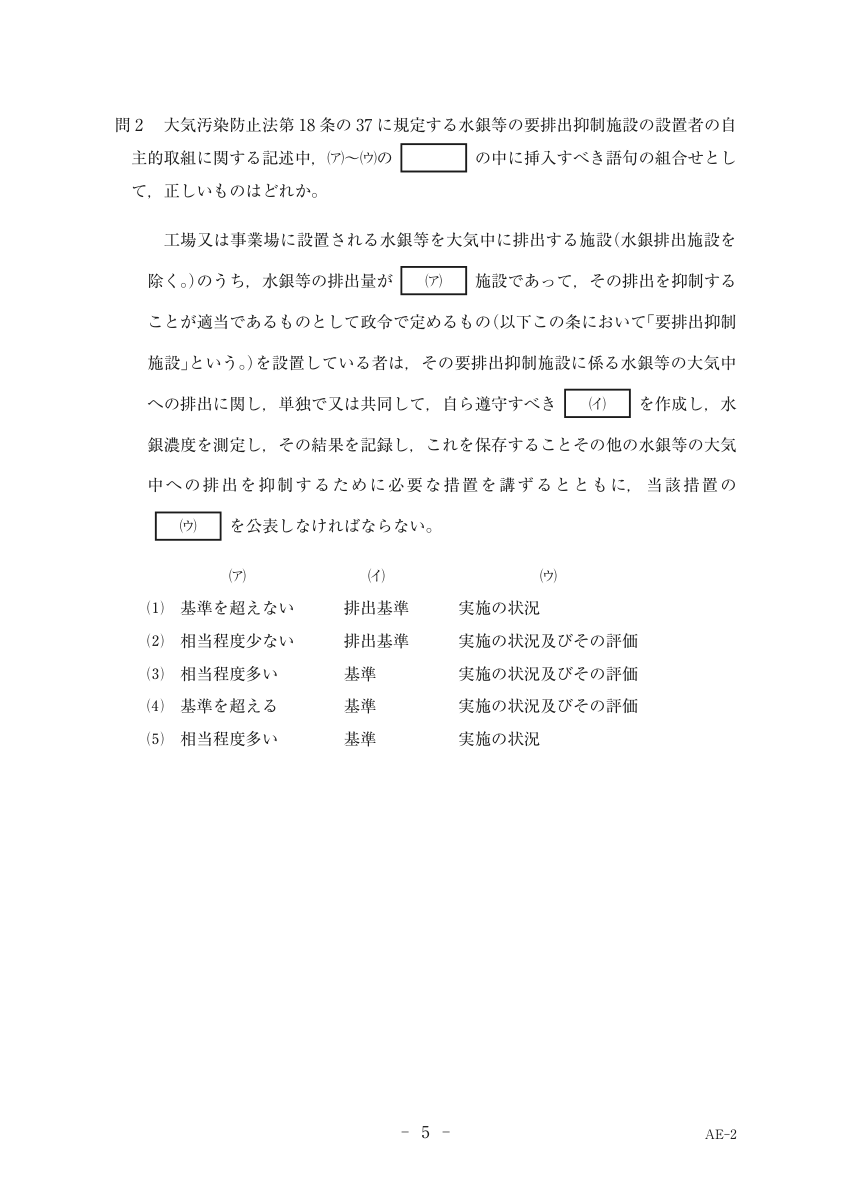 問2 大気汚染防止法第 18 条の 37 に規定する水銀等の要排出抑制施設の設置者の自
主的取組に関する記述中，㋐～㋒の の中に挿入すべき語句の組合せとし
て，正しいものはどれか。
工場又は事業場に設置される水銀等を大気中に排出する施設(水銀排出施設を
除く。)のうち，水銀等の排出量が (ア) 施設であって，その排出を抑制する
ことが適当であるものとして政令で定めるもの(以下この条において「要排出抑制
施設」という。)を設置している者は，その要排出抑制施設に係る水銀等の大気中
への排出に関し，単独で又は共同して，自ら遵守すべき (イ) を作成し，水
銀濃度を測定し，その結果を記録し，これを保存することその他の水銀等の大気
中への排出を抑制するために必要な措置を講ずるとともに，当該措置の
(ウ) を公表しなければならない。
(ア) (イ) (ウ)
(1) 基準を超えない 排出基準 実施の状況
(2) 相当程度少ない 排出基準 実施の状況及びその評価
(3) 相当程度多い 基準 実施の状況及びその評価
(4) 基準を超える 基準 実施の状況及びその評価
(5) 相当程度多い 基準 実施の状況
- 5 -
AE-2